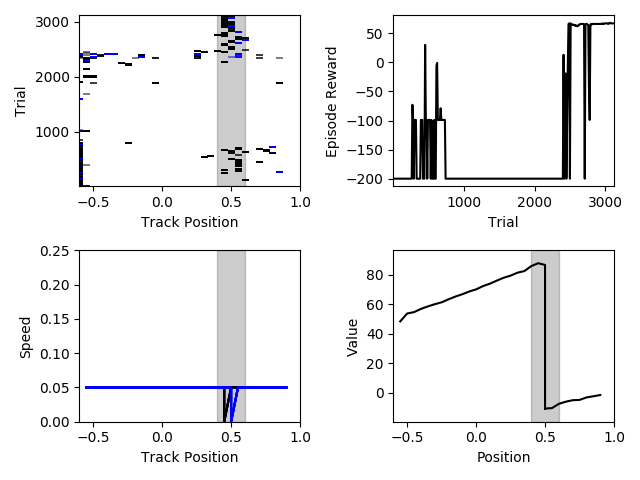 3000
2000
1000
Trial
−0.5 0.0 0.5 1.0
Track Position
50
0
−50
−100
−150
−200
Episode Reward
1000 2000 3000
Trial
0.25
0.20
0.15
0.10
0.05
0.00
Speed
−0.5 0.0 0.5 1.0
Track Position
80
60
40
20
0
Value
−0.5 0.0 0.5 1.0
Position